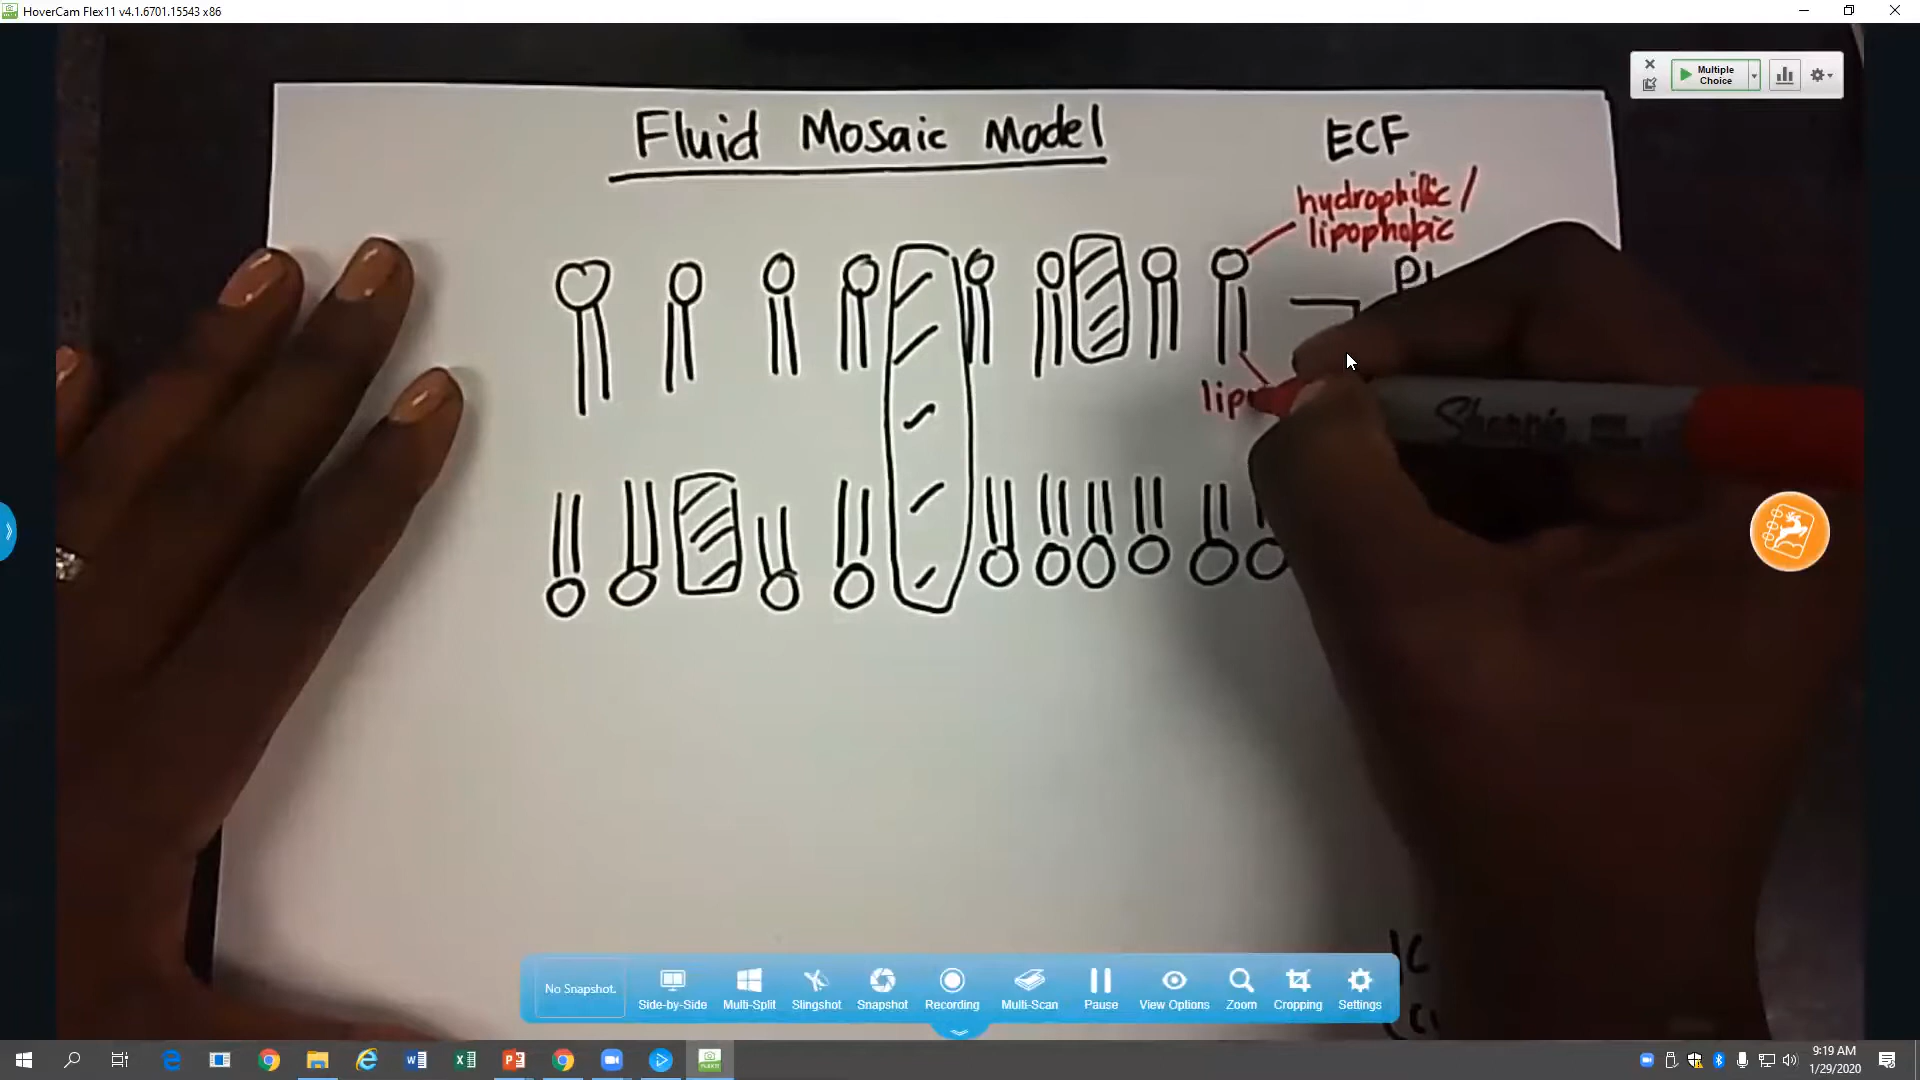 HoverCam Flex11 v4.1.6701.15543 x86
Multiple
Choice
Fluid Mosaic Model
ECF
hydrophilic /
lipophobic
lip
Sharpie
No Snapshot.
Side-by-Side
Multi-Split
Slingshot
Snapshot
Recording
Multi-Scan
Pause
View Options
Zoom
Cropping
Settings
9:19 AM
1/29/2020